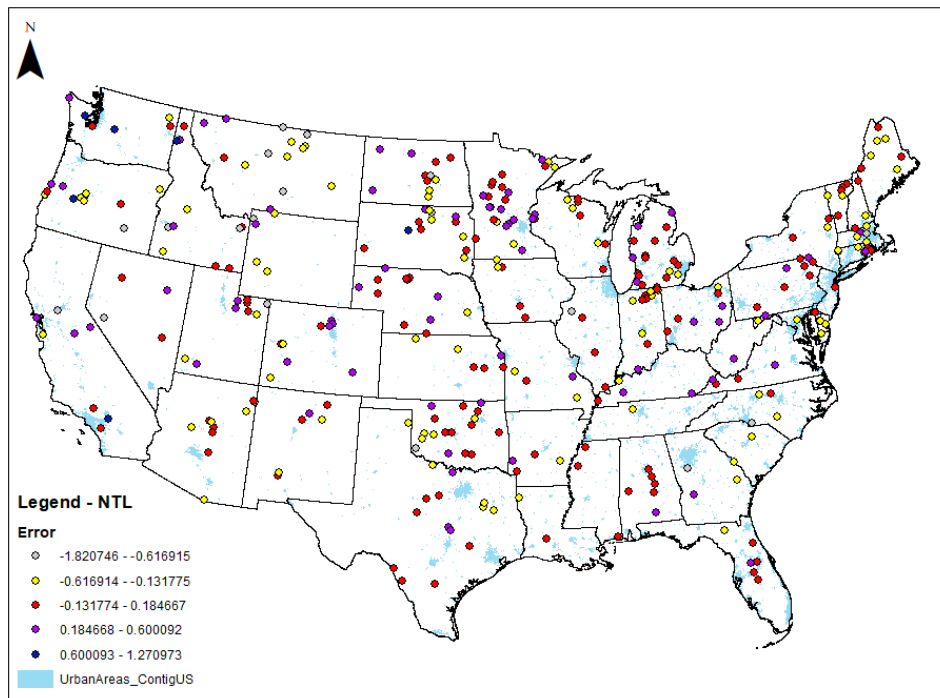 N
Legend - NTL
Error
-1.820746 - -0.616915
-0.616914 - -0.131775
-0.131774 - 0.184667
0.184668 - 0.600092
0.600093 - 1.270973
UrbanAreas_ContigUS